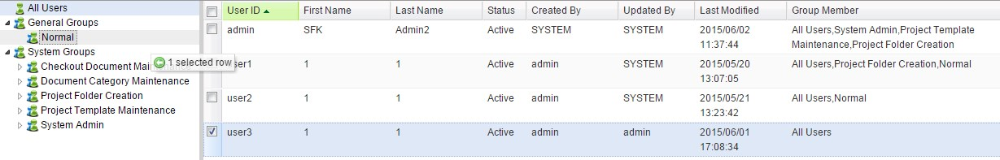 All Users
General Groups
Normal
System Groups
Checkout Document Ma
Document Category Maintenance
Project Folder Creation
Project Template Maintenance
System Admin
1 selected row
User ID First Name Last Name Status Created By Updated By Last Modified Group Member
admin SFK Admin2 Active SYSTEM SYSTEM 2015/06/02 All Users,System Admin,Project Template
11:37:44 Maintenance,Project Folder Creation
ser1 1 1 Active admin SYSTEM 2015/05/20 All Users,Project Folder Creation,Normal
13:07:05
user2 1 1 Active admin SYSTEM 2015/05/21 All Users,Normal
13:23:42
user3 1 1 Active admin admin 2015/06/01 All Users
17:08:34